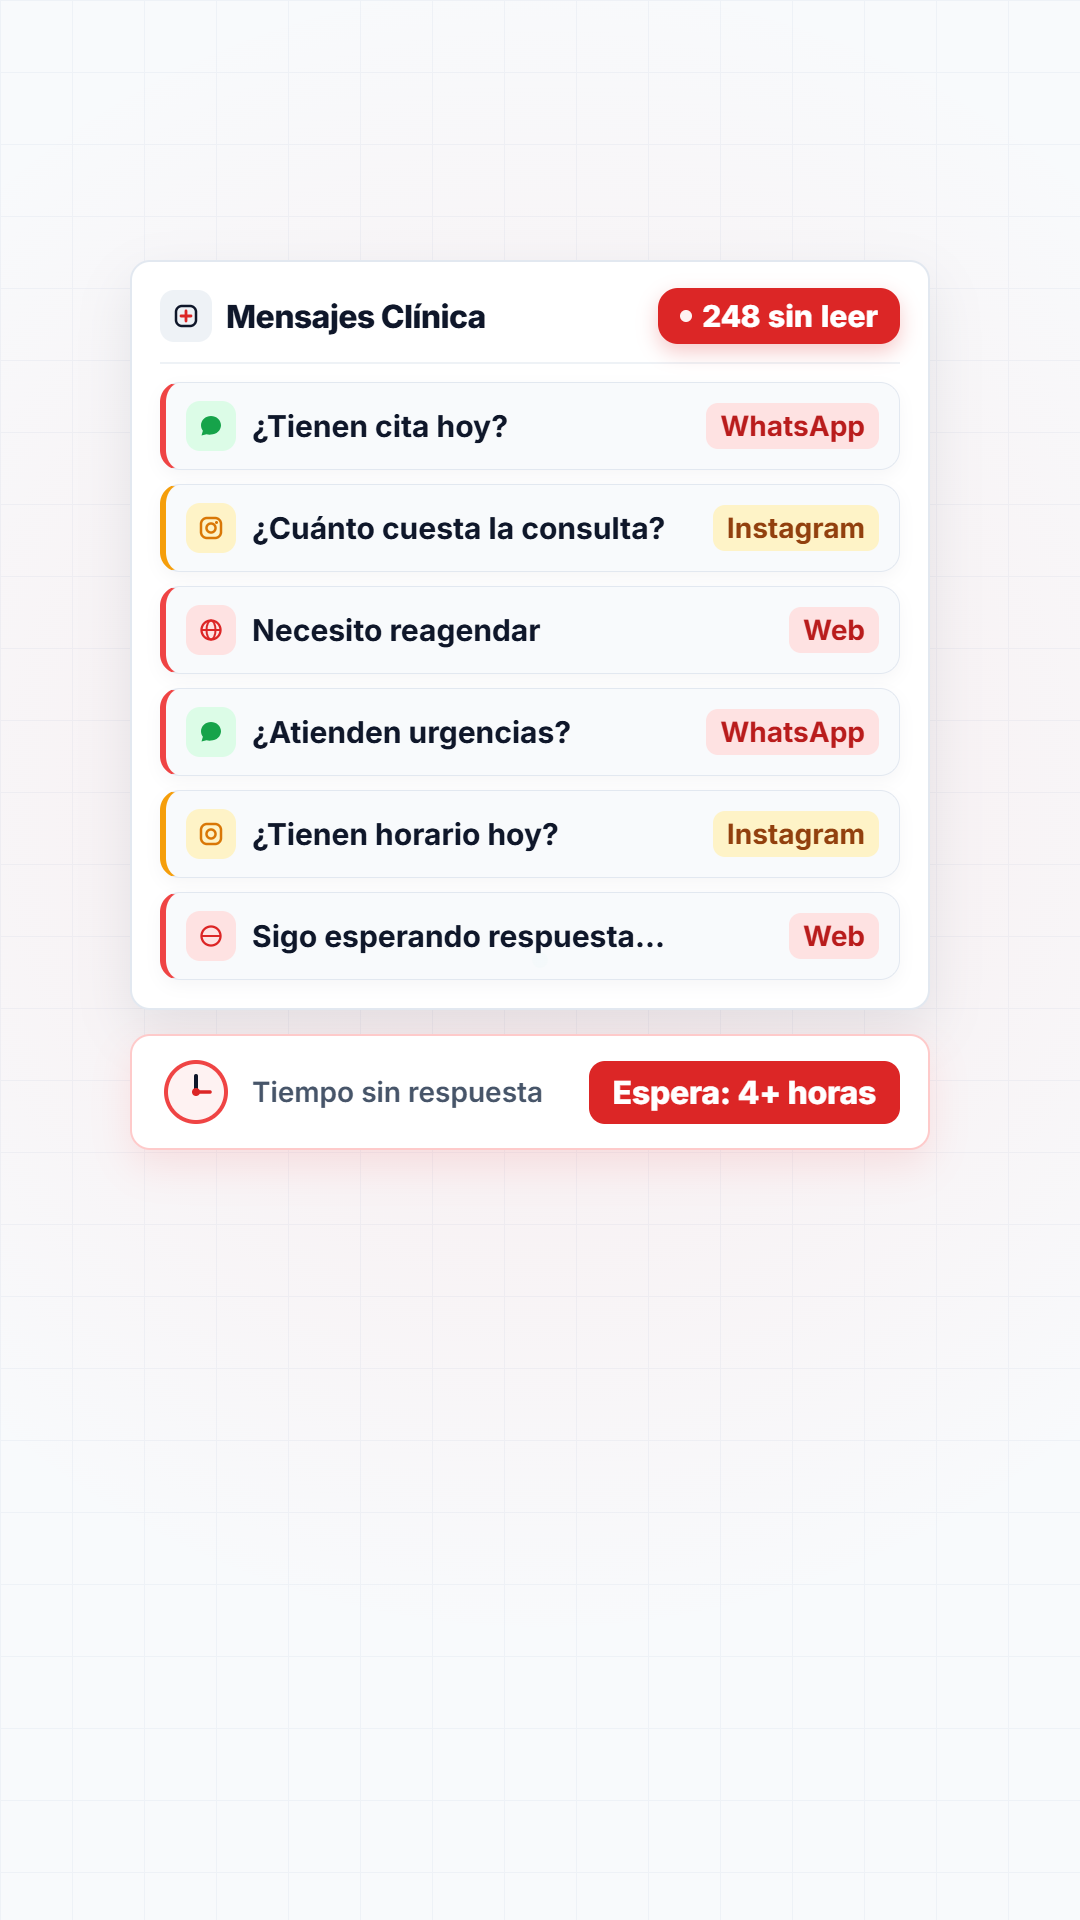 Mensajes Clínica
248 sin leer
¿Tienen cita hoy?
WhatsApp
¿Cuánto cuesta la consulta?
Instagram
Necesito reagendar
Web
¿Atienden urgencias?
WhatsApp
¿Tienen horario hoy?
Instagram
Sigo esperando respuesta...
Web
Tiempo sin respuesta
Espera: 4+ horas